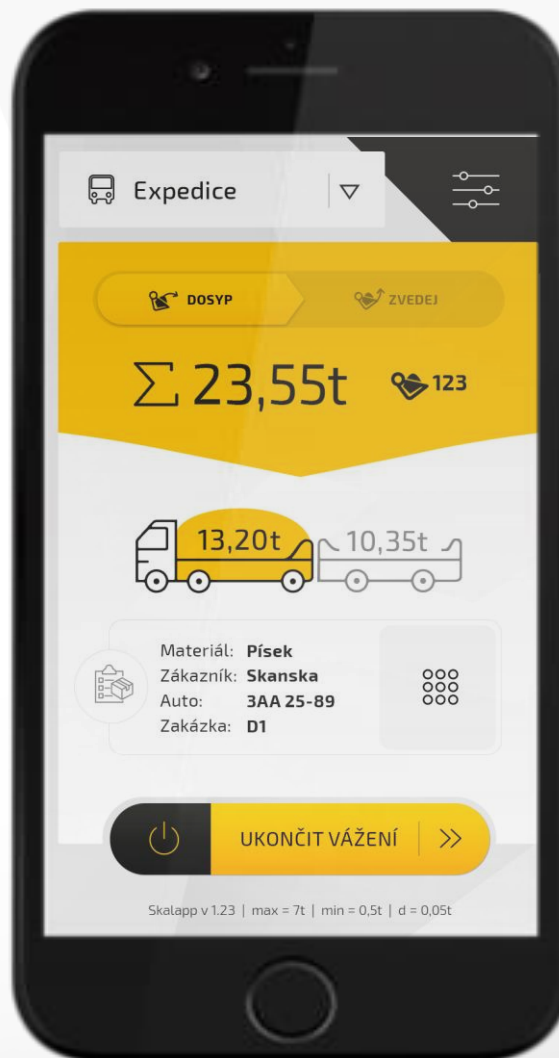 Expedice
DOSYP
ZVEDEJ
∑ 23,55t 123
13,20t 10,35t
Materiál: Písek
Zákazník: Skanska
Auto: 3AA 25-89
Zakázka: D1
UKONČIT VÁŽENÍ
Skalapp v 1.23 | max = 7t | min = 0,5t | d = 0,05t